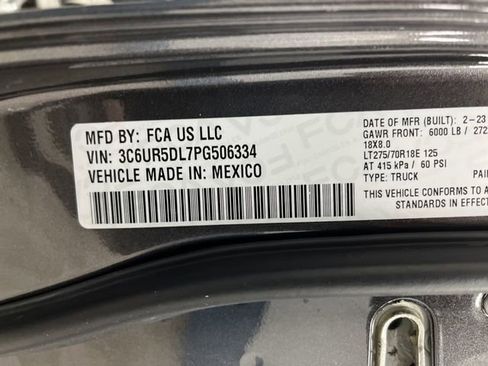 MFD BY: FCA US LLC
VIN: 3C6UR5DL7PG506334
VEHICLE MADE IN: MEXICO
DATE OF MFR (BUILT): 2-23
GAWR FRONT: 6000 LB / 272
18X8.0
LT275/70R18E 125
AT 415 kPa / 60 PSI
TYPE: TRUCK PAI
THIS VEHICLE CONFORMS TO A
STANDARDS IN EFFECT